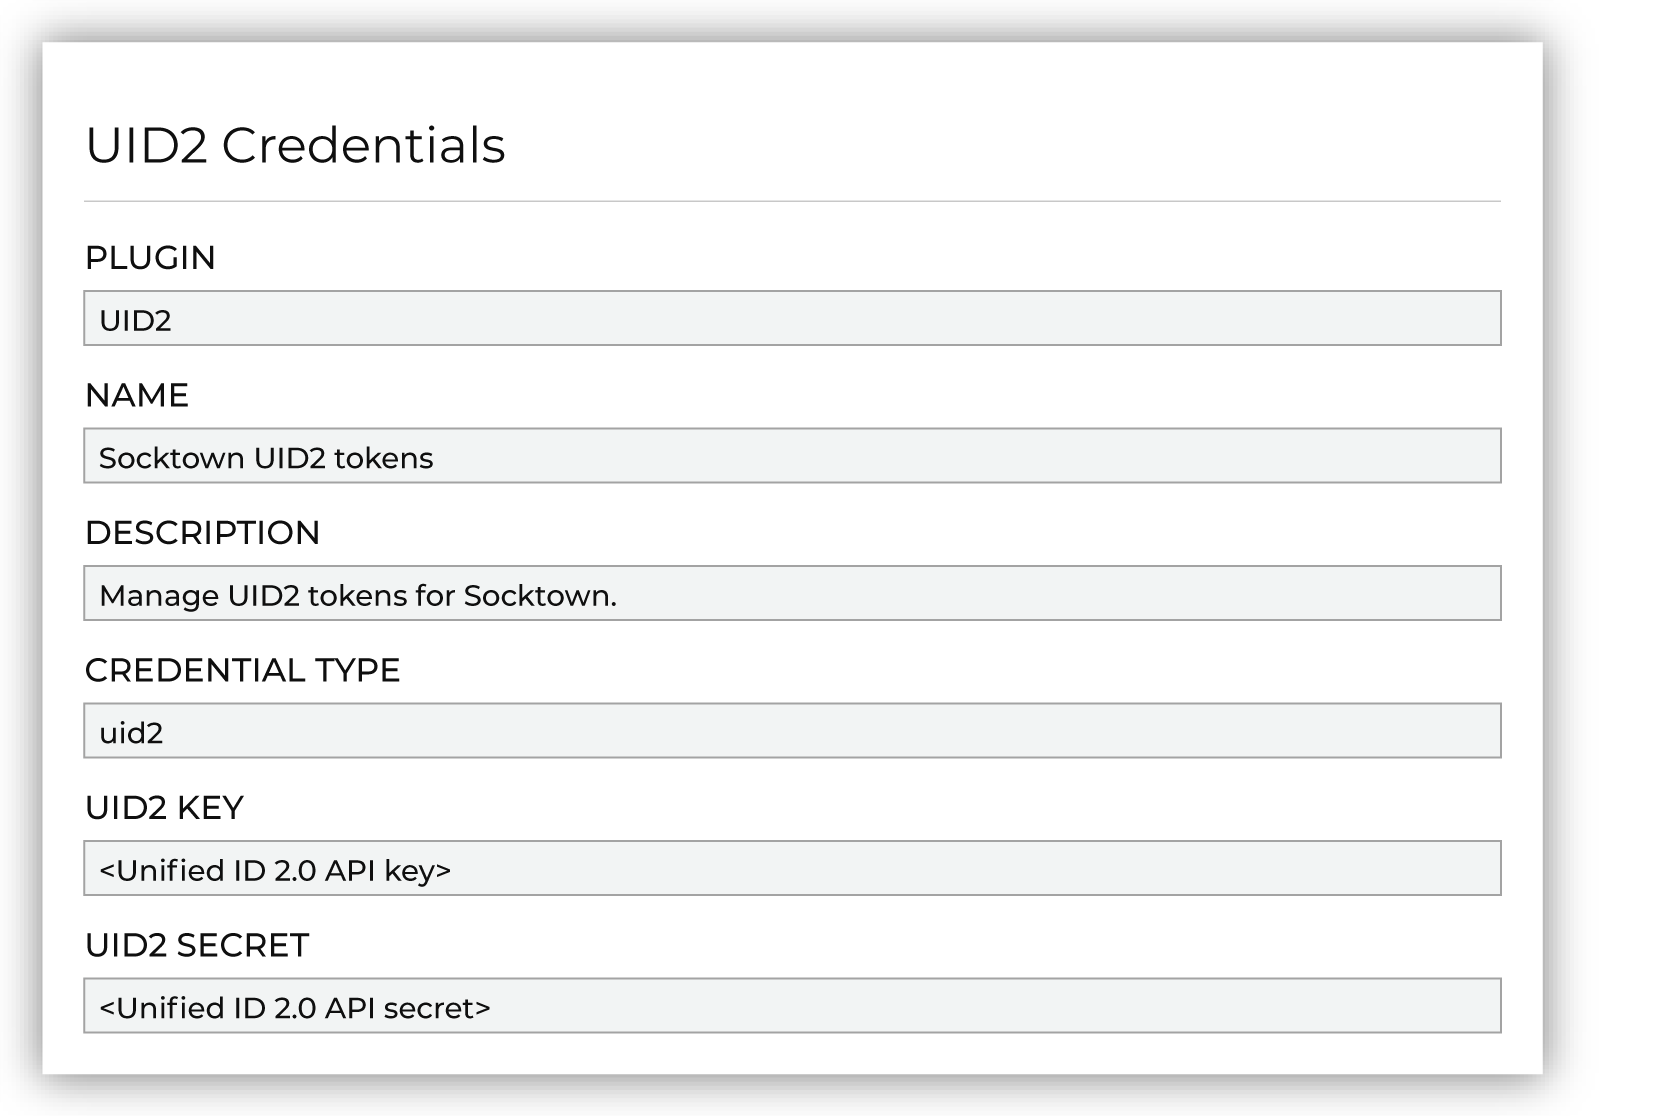 UID2 Credentials
PLUGIN
UID2
NAME
Socktown UID2 tokens
DESCRIPTION
Manage UID2 tokens for Socktown.
CREDENTIAL TYPE
uid2
UID2 KEY
<Unified ID 2.0 API key>
UID2 SECRET
<Unified ID 2.0 API secret>